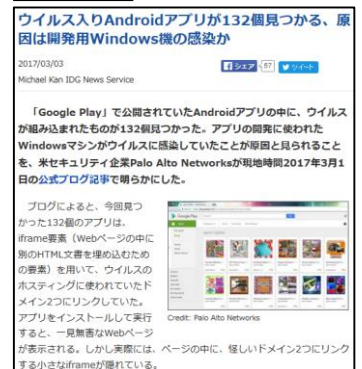 ウイルス入りAndroidアプリが132個見つかる、原
因は開発用Windows機の感染か
2017/03/03
Michael Kan IDG News Service
シェア 67 ツイート
「Google Play」で公開されていたAndroidアプリの中に、ウイルス
が組み込まれたものが132個見つかった。アプリの開発に使われた
Windowsマシンがウイルスに感染していたことが原因と見られること
を、米セキュリティ企業Palo Alto Networksが現地時間2017年3月1
日の公式ブログ記事で明らかにした。
ブログによると、今回見つ
かった132個のアプリは、
iframe要素（Webページの中に
別のHTML文書を埋め込むため
の要素）を用いて、ウイルスの
ホスティングに使われていたド
メイン2つにリンクしていた。
アプリをインストールして実行
すると、一見無害なWebページ
Google Play
Credit: Palo Alto Networks
が表示される。しかし実際には、ページの中に、怪しいドメイン2つにリンク
する小さなiframeが隠れている。